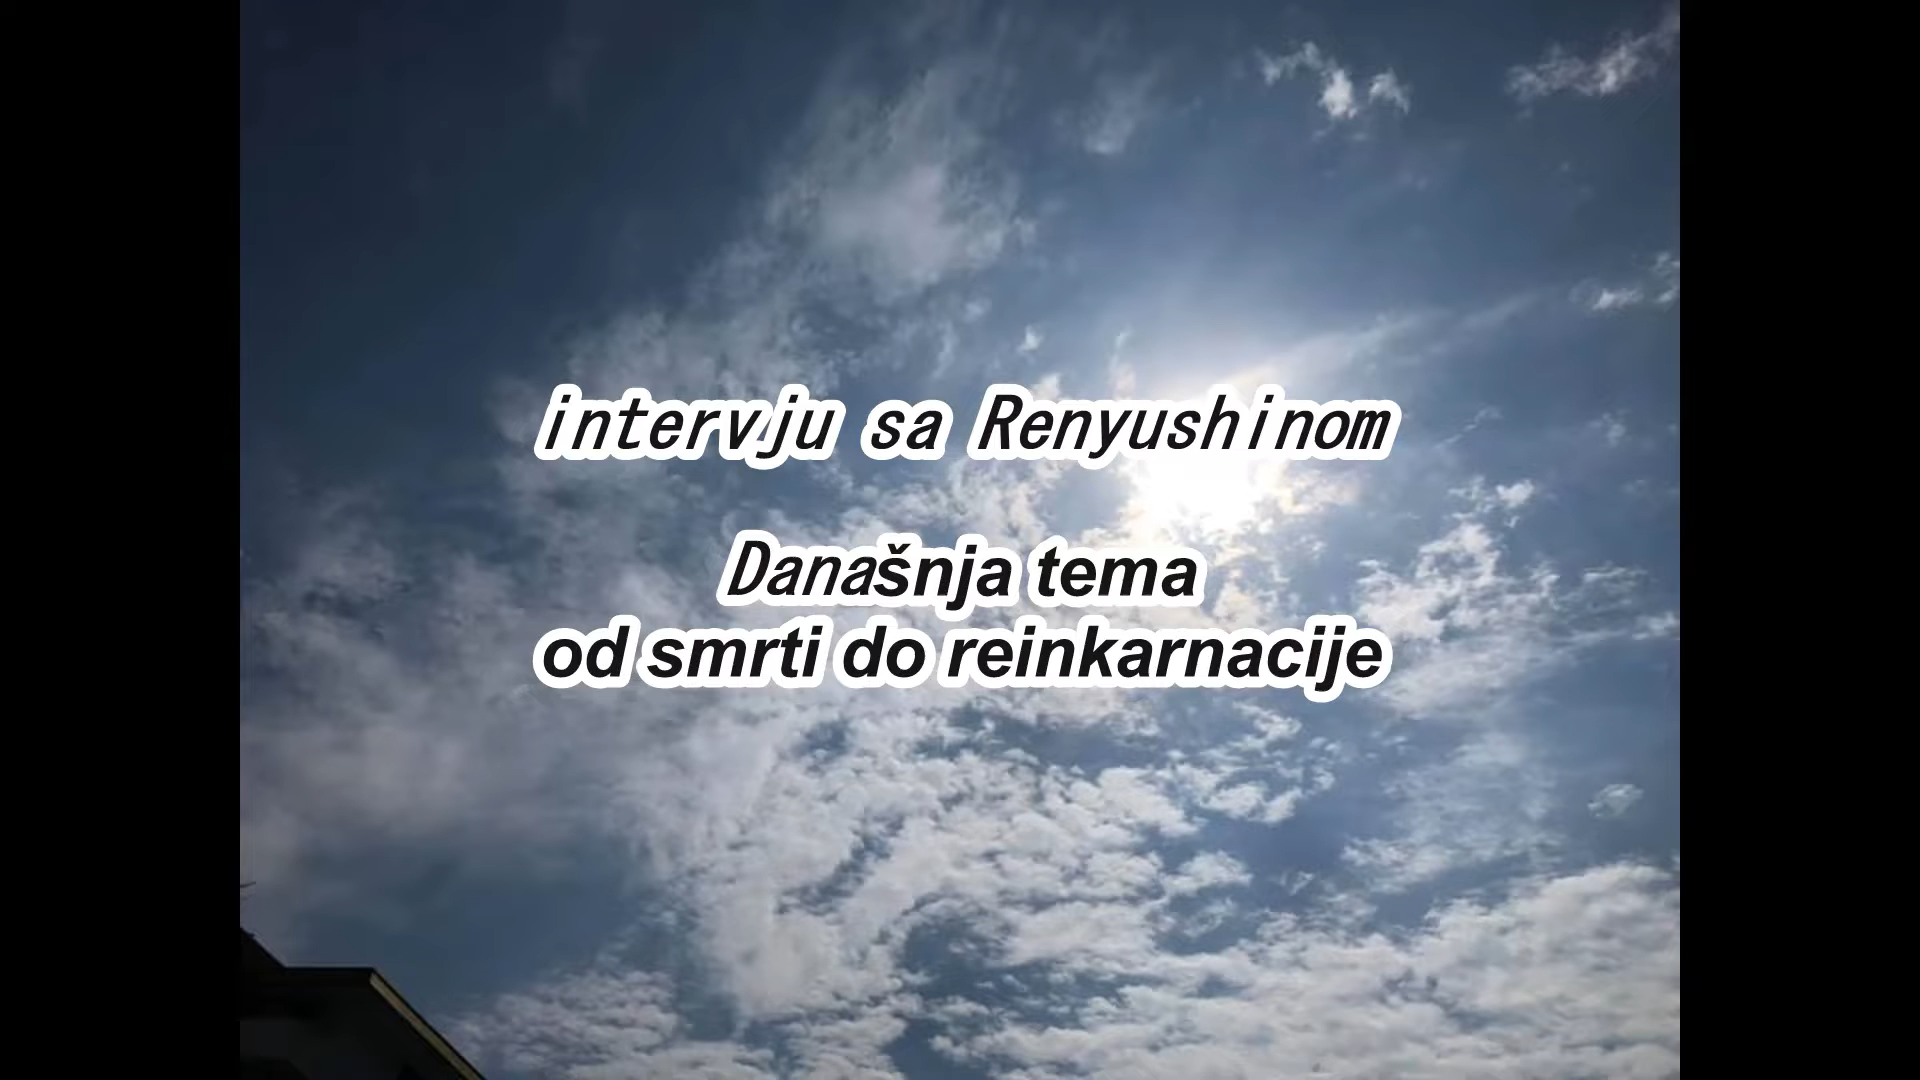 intervju sa Renyushinom
Današnja tema
od smrti do reinkarnacije